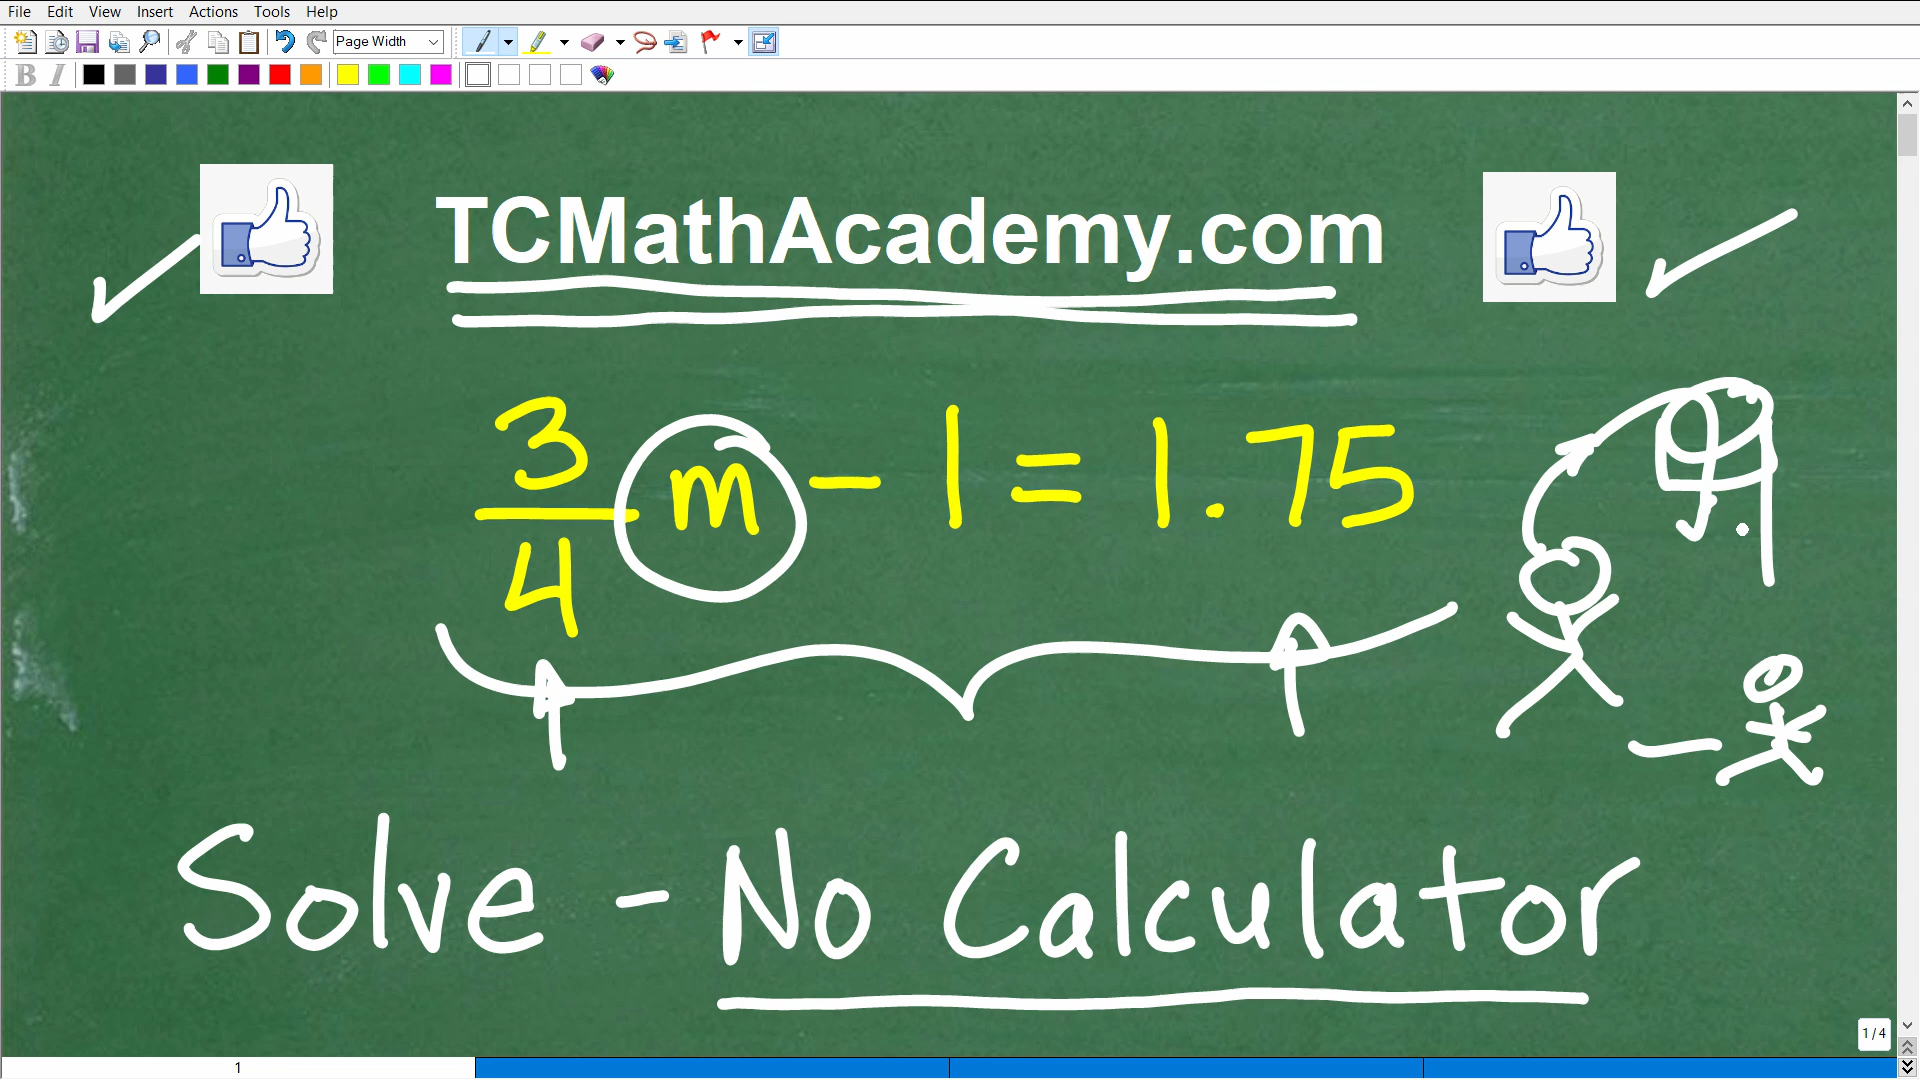 File Edit View Insert Actions Tools Help
Page Width
B I
TCMathAcademy.com
3/4 m - 1 = 1.75
Solve - No Calculator
1 / 4
1